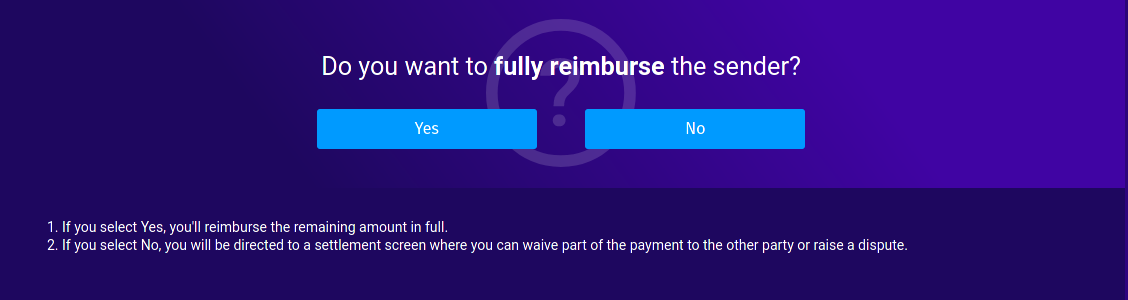 Do you want to fully reimburse the sender?
Yes
No
1. If you select Yes, you'll reimburse the remaining amount in full.
2. If you select No, you will be directed to a settlement screen where you can waive part of the payment to the other party or raise a dispute.